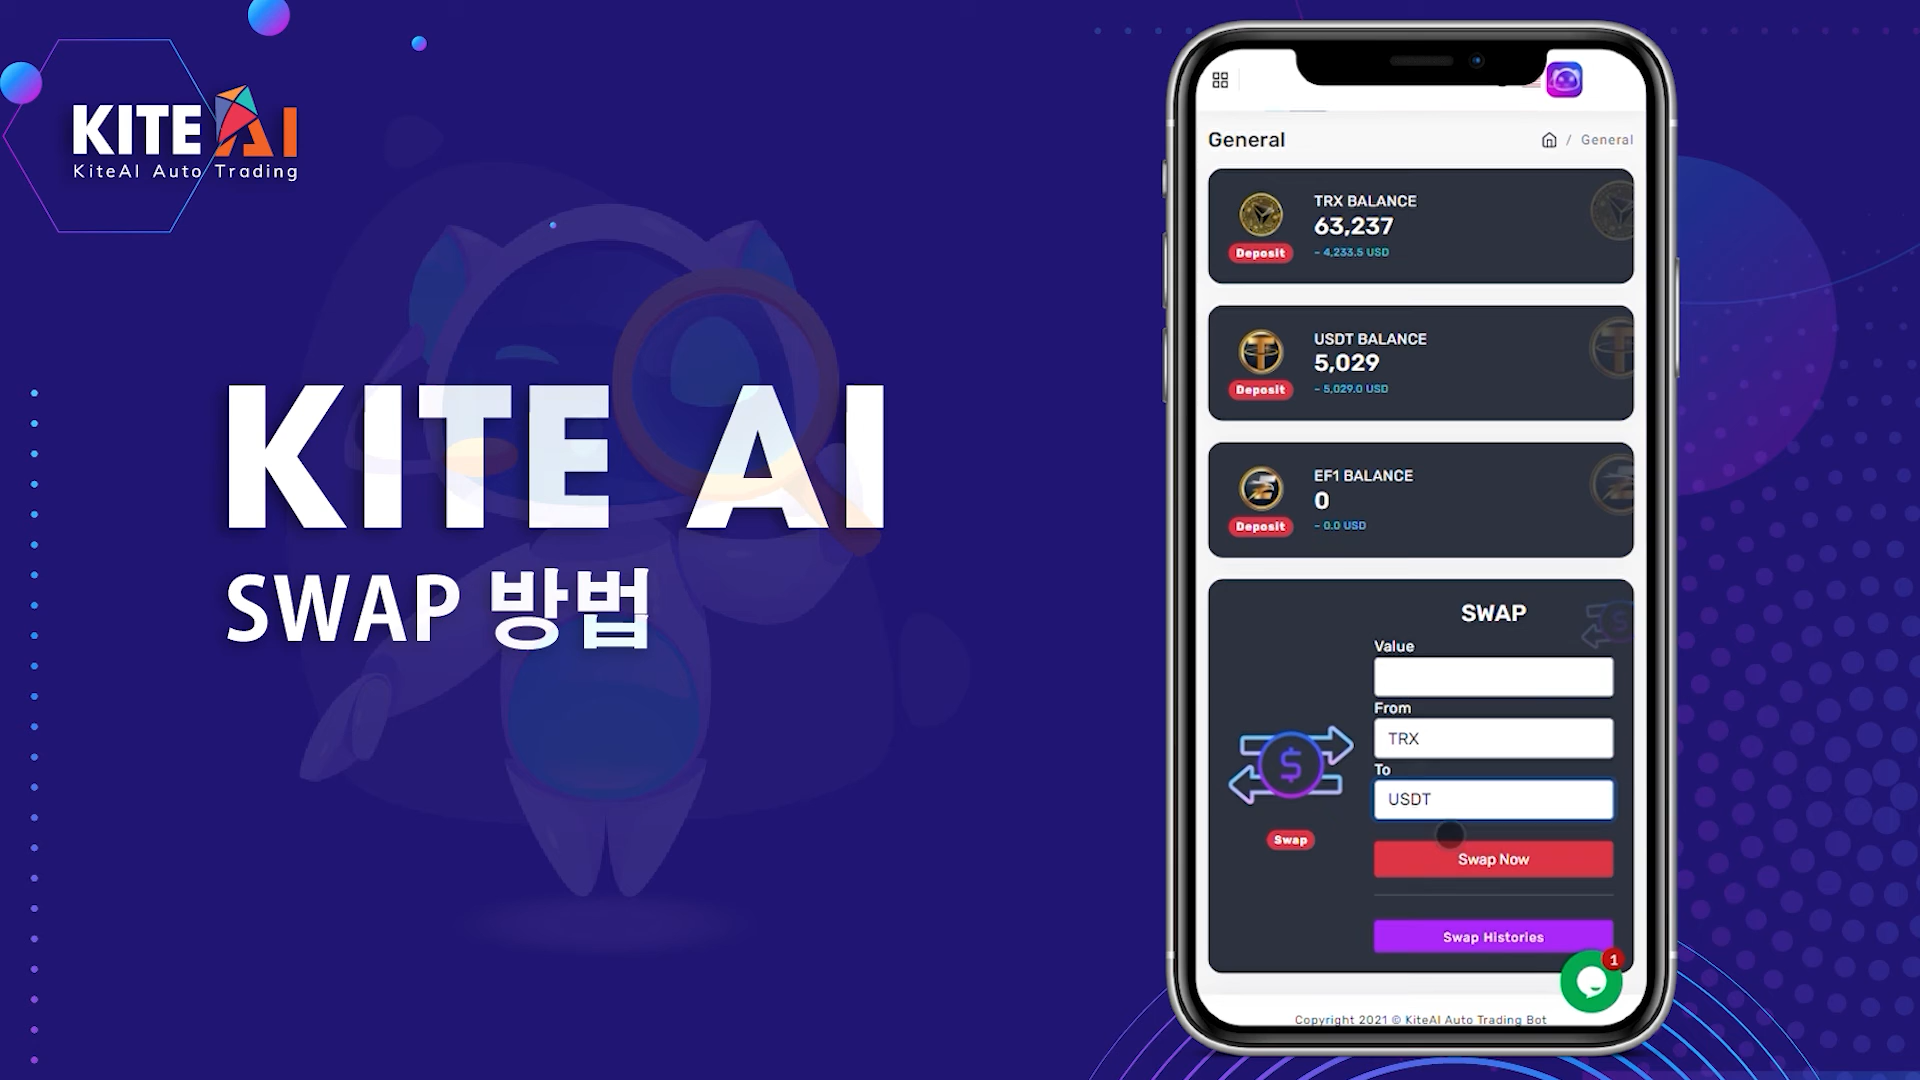 KITE AI
KiteAI Auto Trading
KITE AI
SWAP 방법
General
/ General
TRX BALANCE
63,237
~ 4,233.5 USD
Deposit
USDT BALANCE
5,029
~ 5,029.0 USD
Deposit
EF1 BALANCE
0
~ 0.0 USD
Deposit
SWAP
Value
From
TRX
To
USDT
Swap
Swap Now
Swap Histories
1
Copyright 2021 © KiteAI Auto Trading Bot